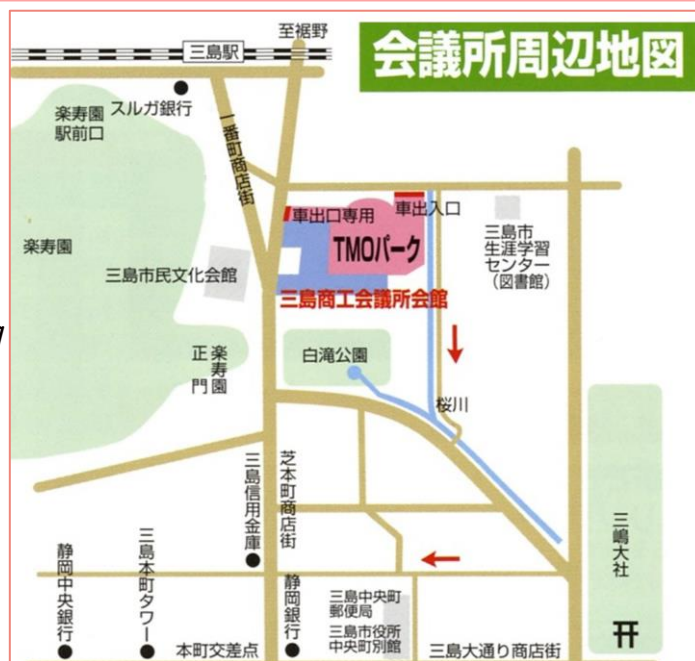 会議所周辺地図
至裾野
三島駅
スルガ銀行
楽寿園
駅前口
一番町商店街
車出口専用
車出入口
TMOパーク
三島市
生涯学習
センター
(図書館)
楽寿園
三島市民文化会館
三島商工会議所会館
白滝公園
楽寿園
正門
桜川
三島信用金庫
芝本町商店街
三嶋大社
静岡中央銀行
三島本町タワー
静岡銀行
三島中央町
郵便局
三島市役所
中央町別館
本町交差点
三島大通り商店街